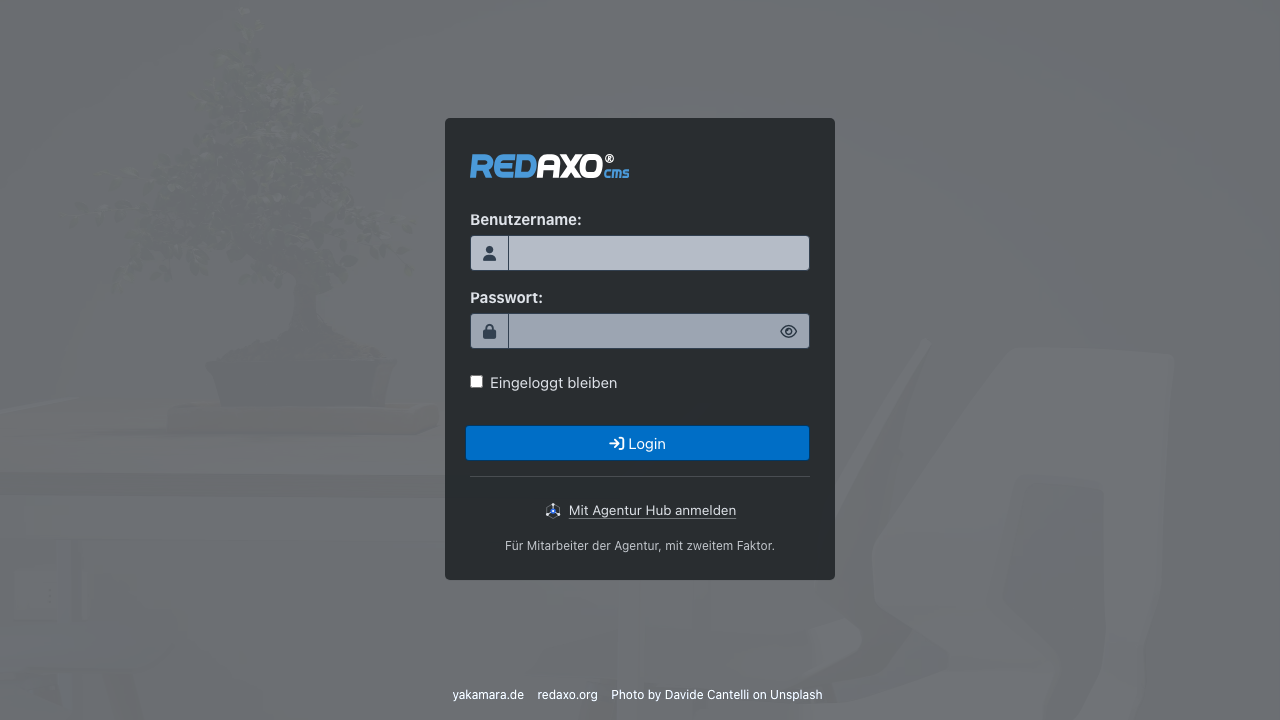 REDAXO® cms
Benutzername:
Passwort:
Eingeloggt bleiben
Login
Mit Agentur Hub anmelden
Für Mitarbeiter der Agentur, mit zweitem Faktor.
yakamara.de redaxo.org Photo by Davide Cantelli on Unsplash